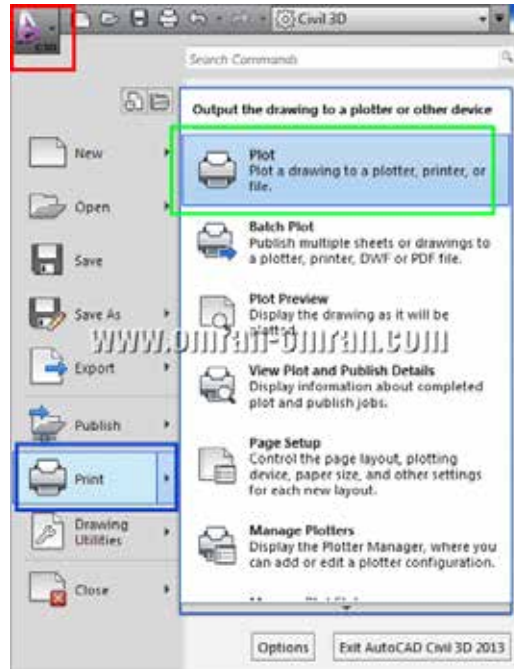 Civil 3D
C3D
Search Commands
Output the drawing to a plotter or other device
New
Open
Save
Save As
Export
Publish
Print
Drawing
Utilities
Close
Plot
Plot a drawing to a plotter, printer, or
file.
Batch Plot
Publish multiple sheets or drawings to
a plotter, printer, DWF or PDF file.
Plot Preview
Display the drawing as it will be
plotted.
www.omran-omran.com
View Plot and Publish Details
Display information about completed
plot and publish jobs.
Page Setup
Control the page layout, plotting
device, paper size, and other settings
for each new layout.
Manage Plotters
Display the Plotter Manager, where you
can add or edit a plotter configuration.
Options
Exit AutoCAD Civil 3D 2013